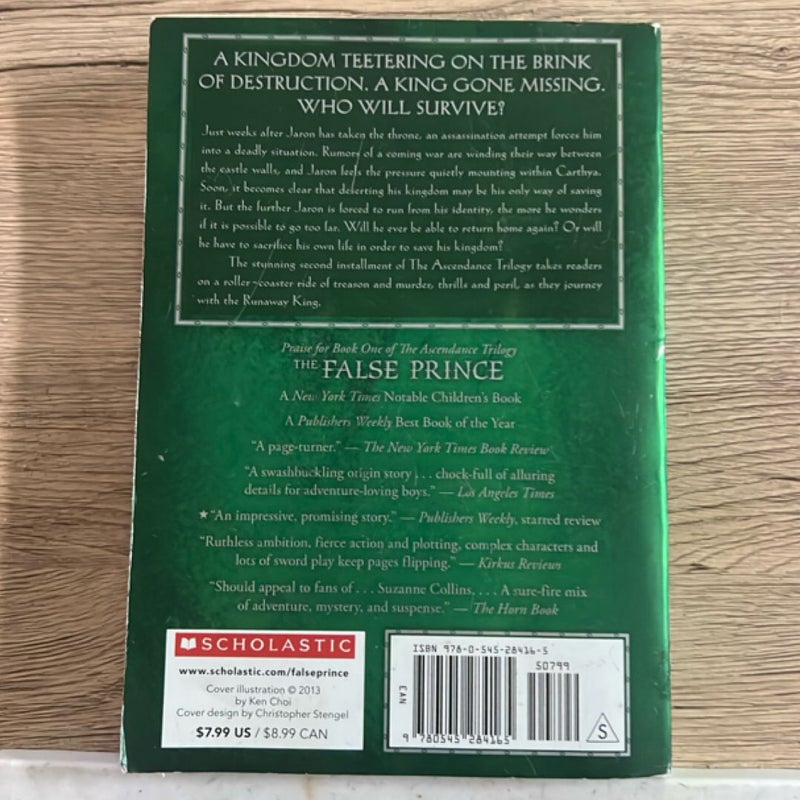 A KINGDOM TEETERING ON THE BRINK
OF DESTRUCTION. A KING GONE MISSING.
WHO WILL SURVIVE?
Just weeks after Jaron has taken the throne, an assassination attempt forces him
into a deadly situation. Rumors of a coming war are winding their way between
the castle walls, and Jaron feels the pressure quietly mounting within Carthya.
Soon, it becomes clear that deserting his kingdom may be his only way of saving
it. But the further Jaron is forced to run from his identity, the more he wonders
if it is possible to go too far. Will he ever be able to return home again? Or will
he have to sacrifice his own life in order to save his kingdom?
The stunning second installment of The Ascendance Trilogy takes readers
on a roller-coaster ride of treason and murder, thrills and peril, as they journey
with the Runaway King.
Praise for Book One of The Ascendance Trilogy
THE FALSE PRINCE
A New York Times Notable Children's Book
A Publishers Weekly Best Book of the Year
"A page-turner." — The New York Times Book Review
"A swashbuckling origin story . . . chock-full of alluring
details for adventure-loving boys." — Los Angeles Times
★ "An impressive, promising story." — Publishers Weekly, starred review
"Ruthless ambition, fierce action and plotting, complex characters and
lots of sword play keep pages flipping." — Kirkus Reviews
"Should appeal to fans of . . . Suzanne Collins. . . . A sure-fire mix
of adventure, mystery, and suspense." — The Horn Book
SCHOLASTIC
www.scholastic.com/falseprince
Cover illustration © 2013
by Ken Choi
Cover design by Christopher Stengel
$7.99 US / $8.99 CAN
ISBN 978-0-545-28416-5
50799
EAN
9 780545 284165
S